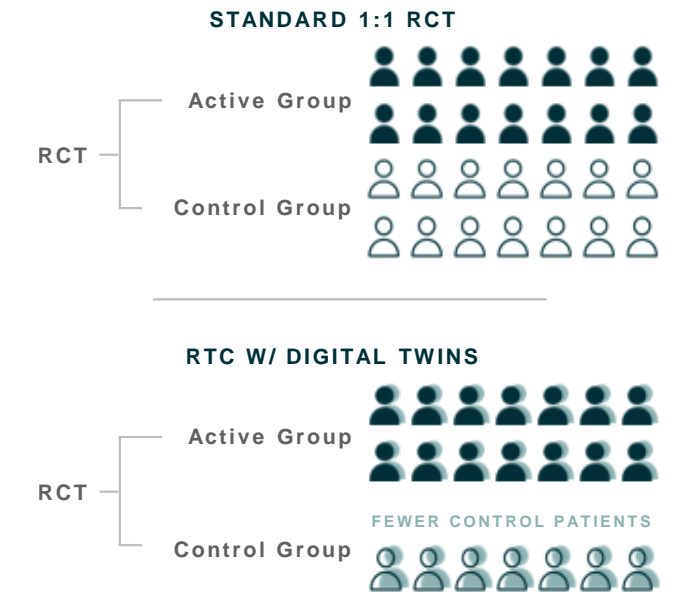 STANDARD 1:1 RCT
Active Group
RCT
Control Group
RTC W/ DIGITAL TWINS
Active Group
RCT
FEWER CONTROL PATIENTS
Control Group